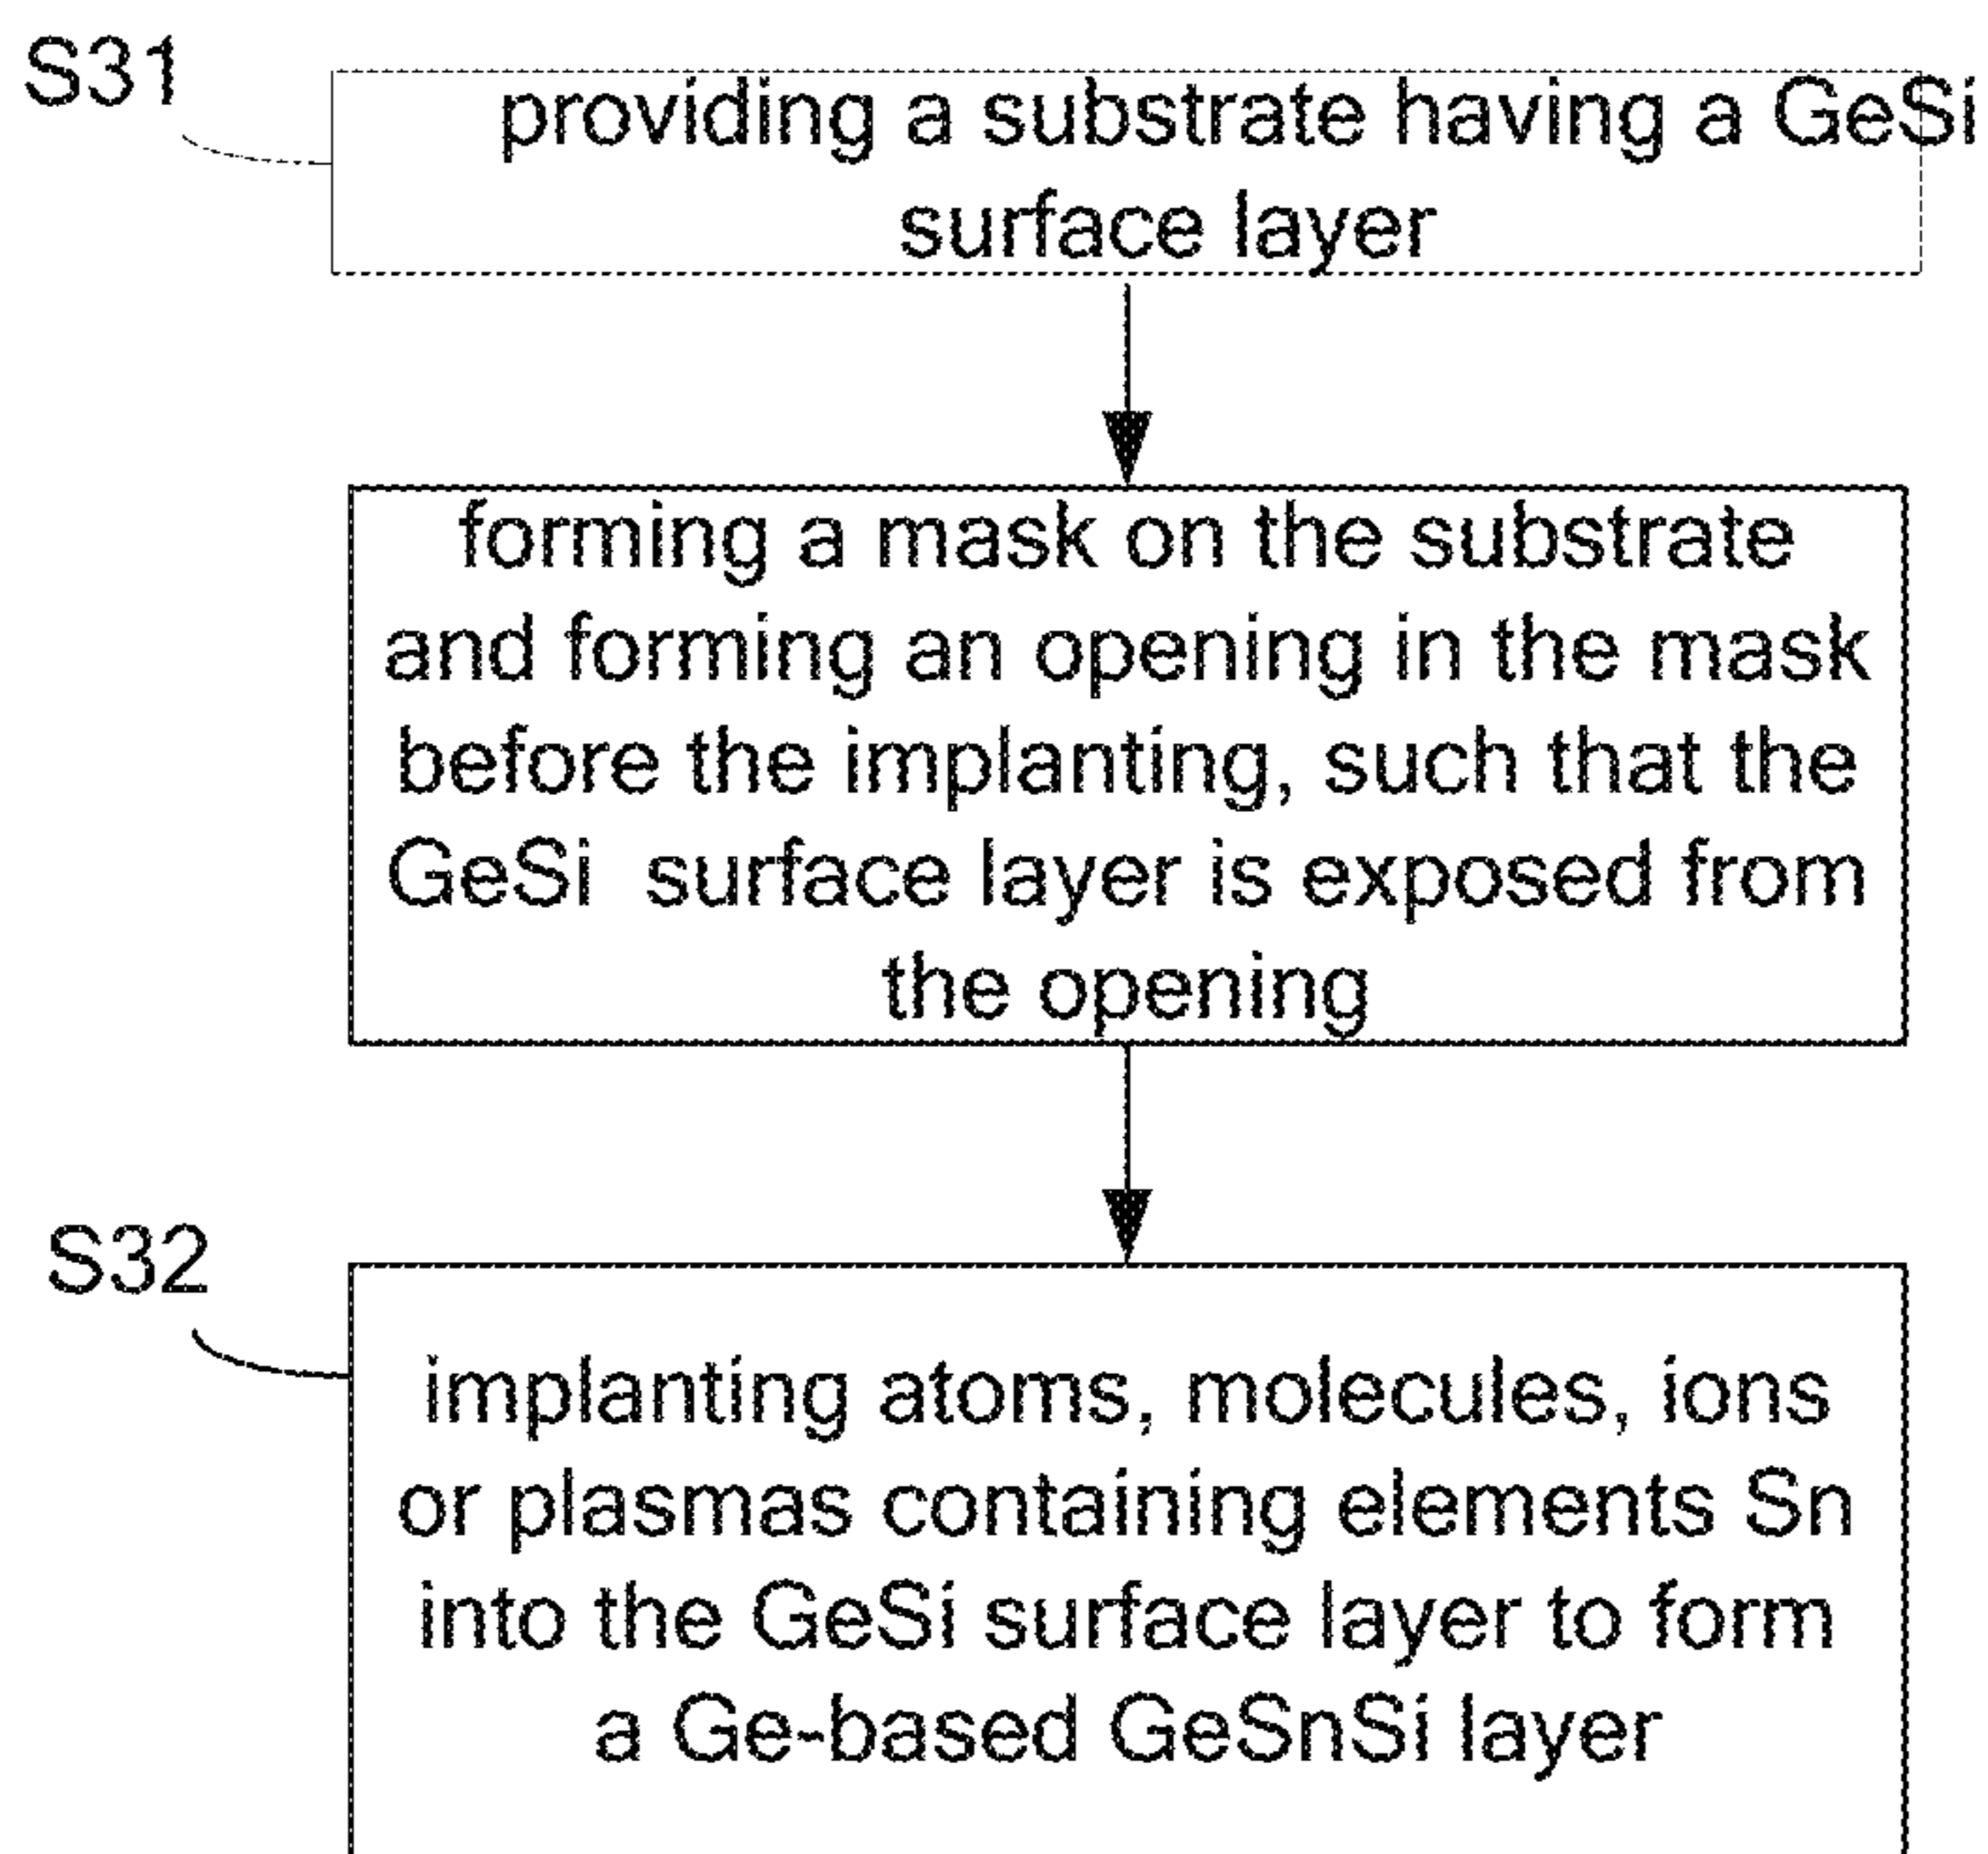 S31
providing a substrate having a GeSi
surface layer
forming a mask on the substrate
and forming an opening in the mask
before the implanting, such that the
GeSi  surface layer is exposed from
the opening
S32
implanting atoms, molecules, ions
or plasmas containing elements Sn
into the GeSi surface layer to form
a Ge-based GeSnSi layer